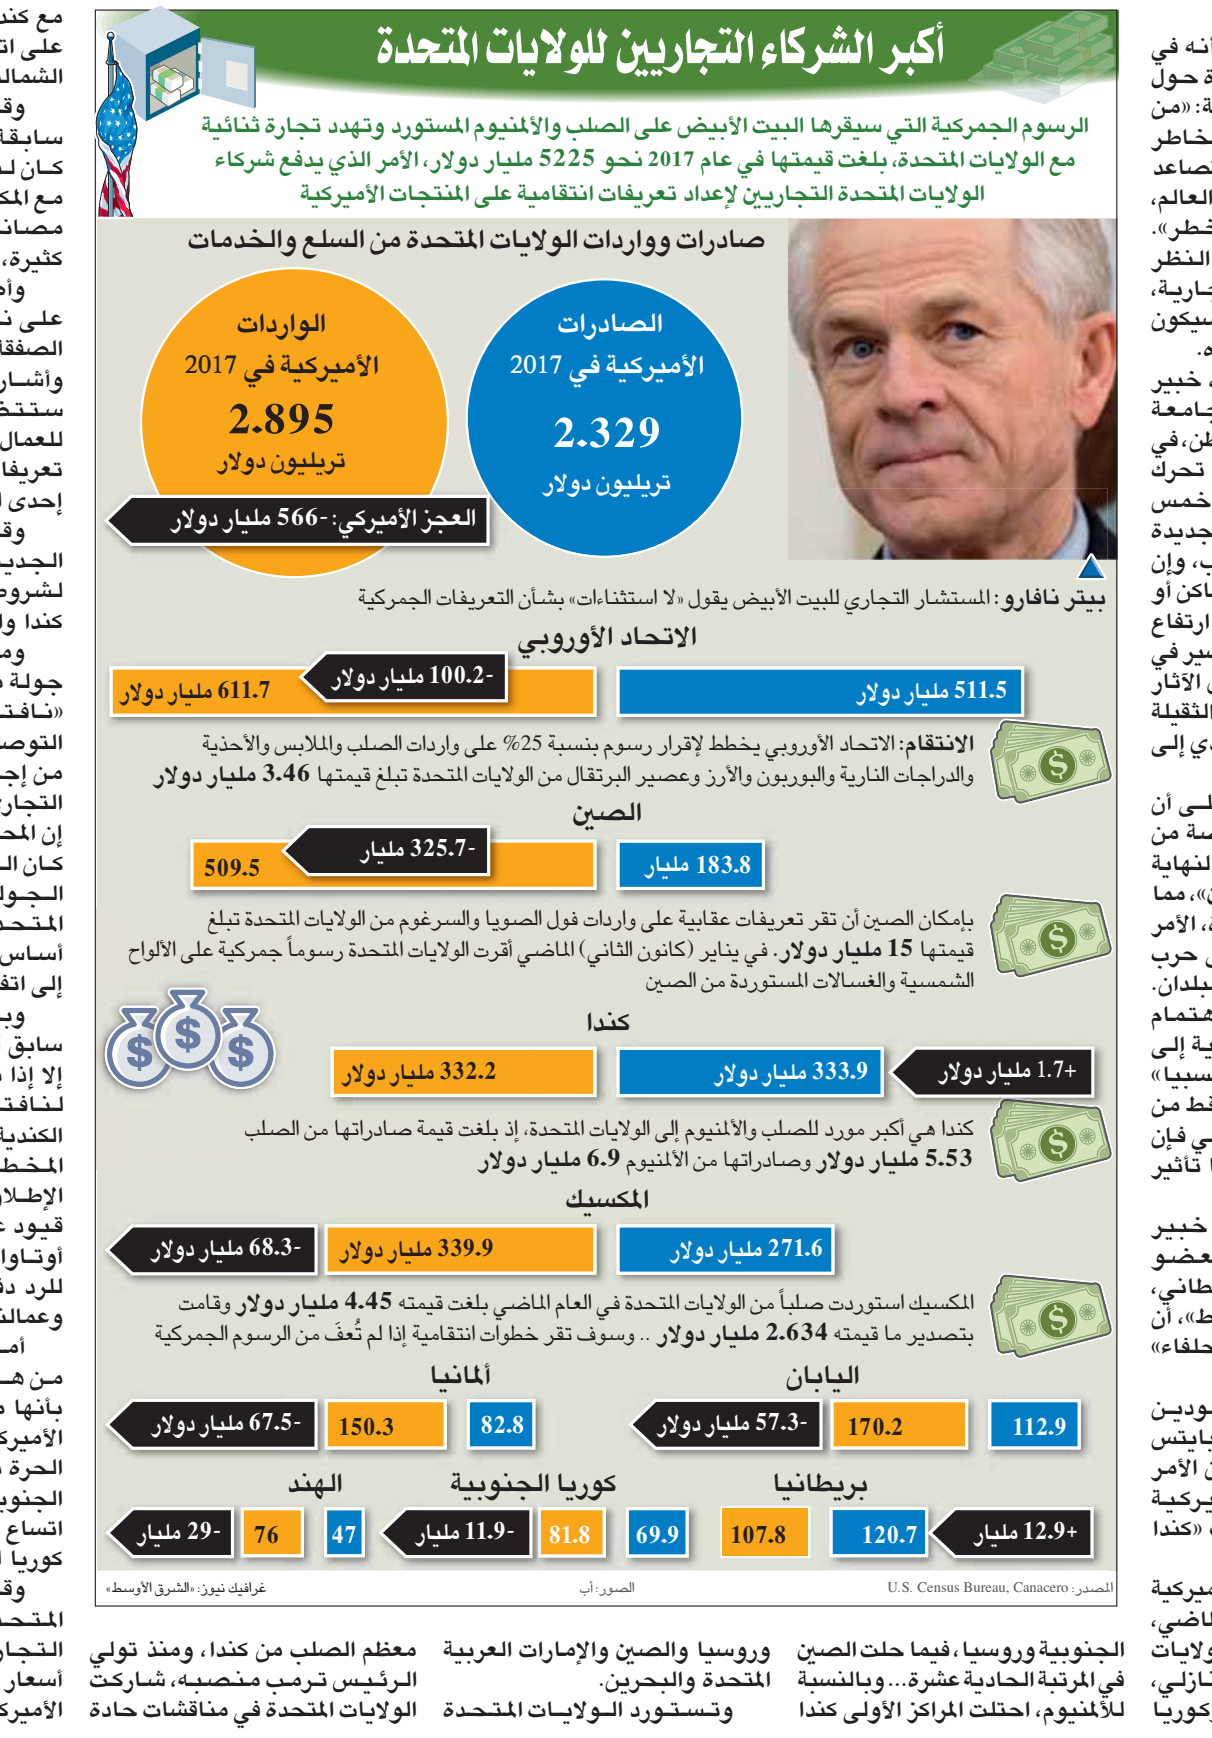 أكبر الشركاء التجاريين للولايات المتحدة
الرسوم الجمركية التي سيقرها البيت الأبيض على الصلب والألمنيوم المستورد وتهدد تجارة ثنائية
مع الولايات المتحدة، بلغت قيمتها في عام 2017 نحو 5225 مليار دولار، الأمر الذي يدفع شركاء
الولايات المتحدة التجاريين لإعداد تعريفات انتقامية على المنتجات الأميركية
صادرات وواردات الولايات المتحدة من السلع والخدمات
الصادرات
الأميركية في 2017
2.329
تريليون دولار
الواردات
الأميركية في 2017
2.895
تريليون دولار
العجز الأميركي: -566 مليار دولار
بيتر نافارو: المستشار التجاري للبيت الأبيض يقول «لا استثناءات» بشأن التعريفات الجمركية
الاتحاد الأوروبي
511.5 مليار دولار
-100.2 مليار دولار
611.7 مليار دولار
الانتقام: الاتحاد الأوروبي يخطط لإقرار رسوم بنسبة 25% على واردات الصلب والملابس والأحذية
والدراجات النارية والبوربون والأرز وعصير البرتقال من الولايات المتحدة تبلغ قيمتها 3.46 مليار دولار
الصين
183.8 مليار
-325.7 مليار
509.5
بإمكان الصين أن تقر تعريفات عقابية على واردات فول الصويا والسرغوم من الولايات المتحدة تبلغ
قيمتها 15 مليار دولار. في يناير (كانون الثاني) الماضي أقرت الولايات المتحدة رسوماً جمركية على الألواح
الشمسية والغسالات المستوردة من الصين
كندا
+1.7 مليار دولار
333.9 مليار دولار
332.2 مليار دولار
كندا هي أكبر مورد للصلب والألمنيوم إلى الولايات المتحدة، إذ بلغت قيمة صادراتها من الصلب
5.53 مليار دولار وصادراتها من الألمنيوم 6.9 مليار دولار
المكسيك
271.6 مليار دولار
339.9 مليار دولار
-68.3 مليار دولار
المكسيك استوردت صلباً من الولايات المتحدة في العام الماضي بلغت قيمته 4.45 مليار دولار وقامت
بتصدير ما قيمته 2.634 مليار دولار .. وسوف تقر خطوات انتقامية إذا لم تُعفَ من الرسوم الجمركية
اليابان
112.9
170.2
-57.3 مليار دولار
ألمانيا
82.8
150.3
-67.5 مليار دولار
بريطانيا
+12.9 مليار
120.7
107.8
كوريا الجنوبية
69.9
81.8
-11.9 مليار
الهند
47
76
-29 مليار
المصدر: U.S. Census Bureau, Canacero
الصور: أب
غرافيك نيوز: «الشرق الأوسط»
الجنوبية وروسيا، فيما حلت الصين
في المرتبة الحادية عشرة... وبالنسبة
للألمنيوم، احتلت المراكز الأولى كندا
وروسيا والصين والإمارات العربية
المتحدة والبحرين.
وتستورد الولايات المتحدة
معظم الصلب من كندا، ومنذ تولي
الرئيس ترمب منصبه، شاركت
الولايات المتحدة في مناقشات حادة